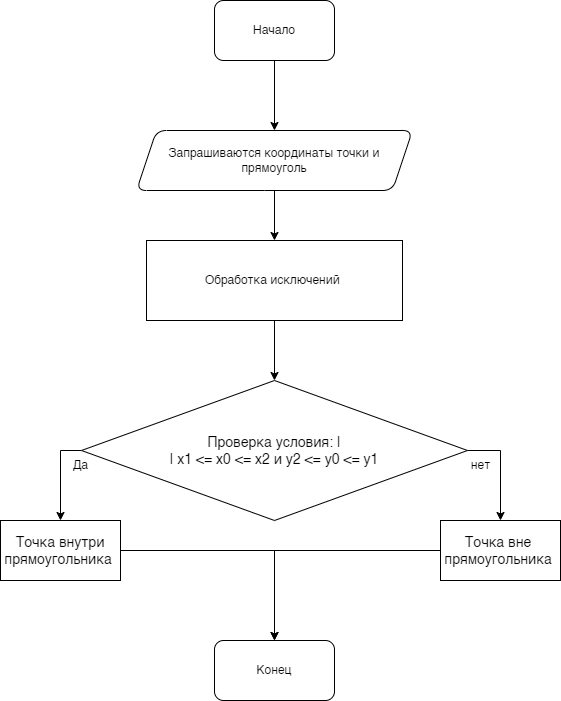 Начало
Запрашиваются координаты точки и
прямоуголь
Обработка исключений
Проверка условия: |
| x1 <= x0 <= x2 и y2 <= y0 <= y1
Да
нет
Точка внутри
прямоугольника
Точка вне
прямоугольника
Конец